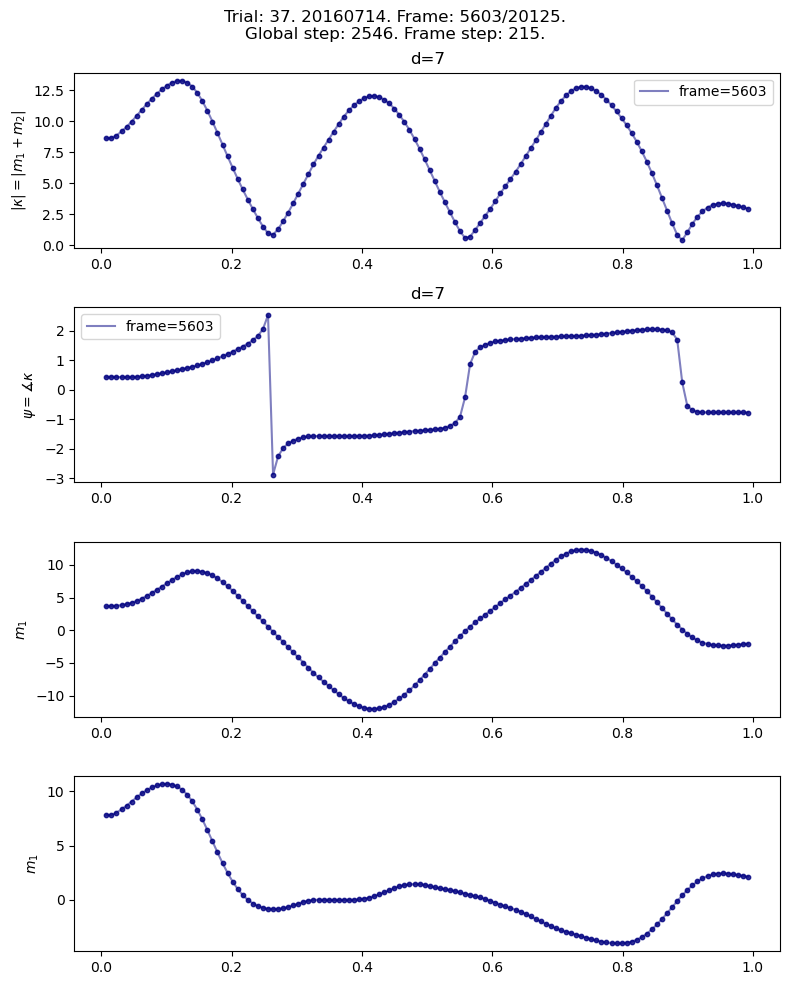 Trial: 37. 20160714. Frame: 5603/20125.
Global step: 2546. Frame step: 215.
d=7
|κ| = |m₁ + m₂|
12.5
10.0
7.5
5.0
2.5
0.0
frame=5603
0.0 0.2 0.4 0.6 0.8 1.0
d=7
ψ = ∡κ
2
1
0
−1
−2
−3
frame=5603
0.0 0.2 0.4 0.6 0.8 1.0
m₁
10
5
0
−5
−10
0.0 0.2 0.4 0.6 0.8 1.0
m₁
10
5
0
0.0 0.2 0.4 0.6 0.8 1.0